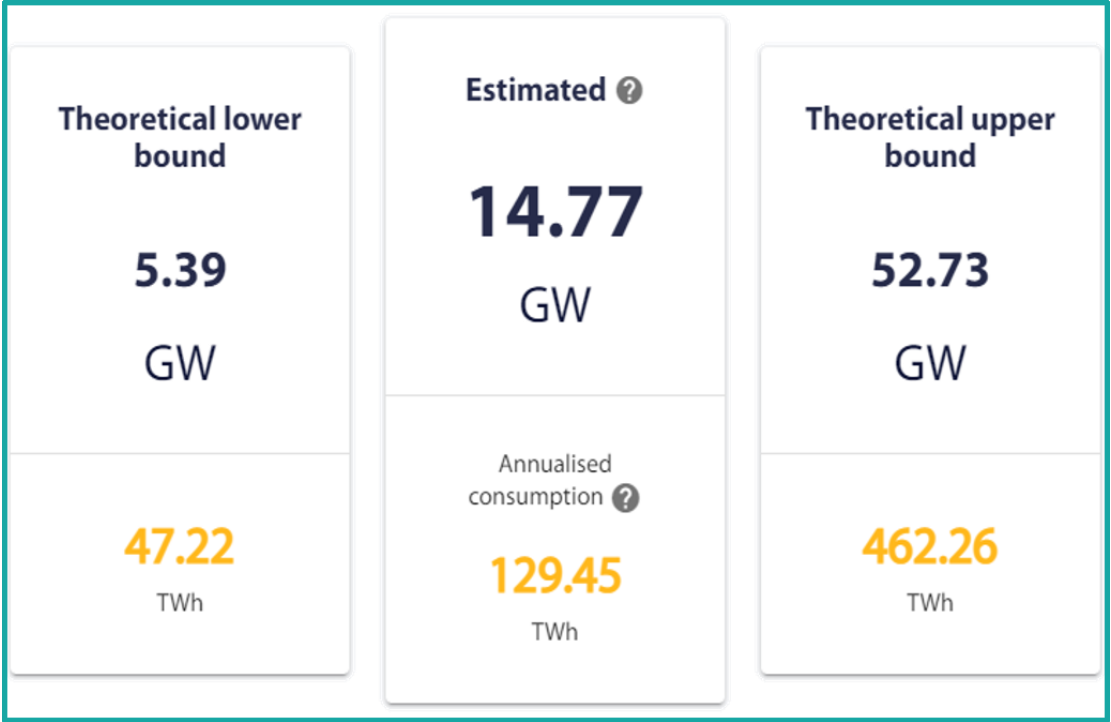 Theoretical lower
bound
5.39
GW
47.22
TWh
Estimated ?
14.77
GW
Annualised
consumption ?
129.45
TWh
Theoretical upper
bound
52.73
GW
462.26
TWh